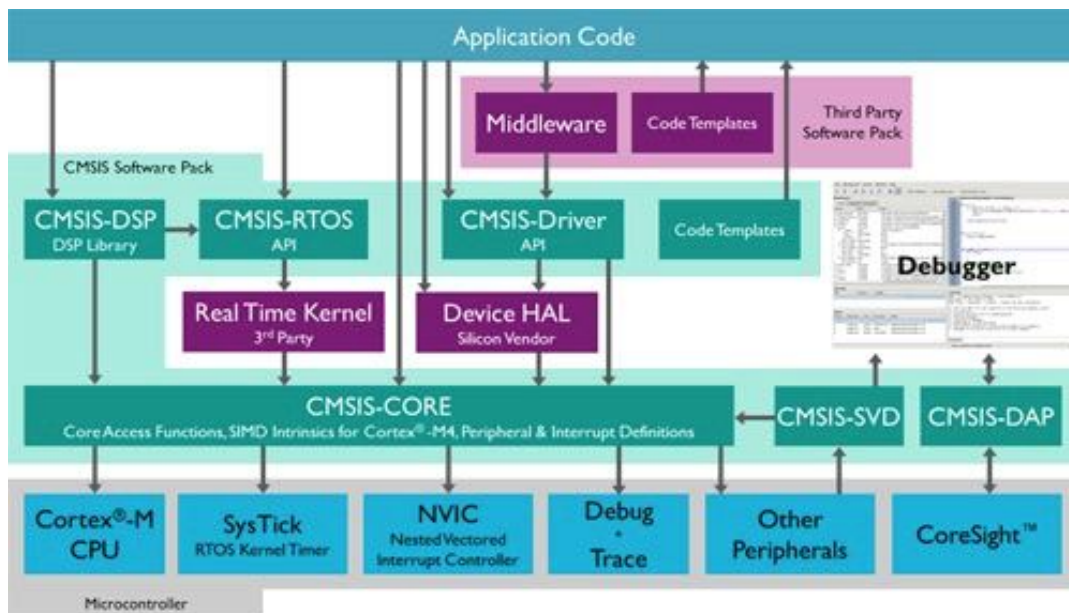 Application Code
Middleware
Code Templates
Third Party
Software Pack
CMSIS Software Pack
CMSIS-DSP
DSP Library
CMSIS-RTOS
API
CMSIS-Driver
API
Code Templates
Debugger
Real Time Kernel
3rd Party
Device HAL
Silicon Vendor
CMSIS-CORE
Core Access Functions, SIMD Intrinsics for Cortex®-M4, Peripheral & Interrupt Definitions
CMSIS-SVD
CMSIS-DAP
Cortex®-M
CPU
SysTick
RTOS Kernel Timer
NVIC
Nested Vectored
Interrupt Controller
Debug
·
Trace
Other
Peripherals
CoreSight™
Microcontroller